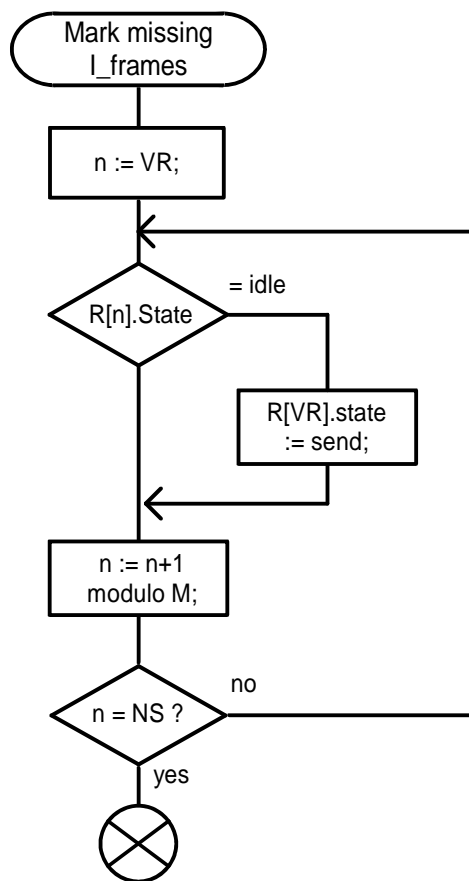 Mark missing
I_frames
n := VR;
= idle
R[n].State
R[VR].state
:= send;
n := n+1
modulo M;
no
n = NS ?
yes